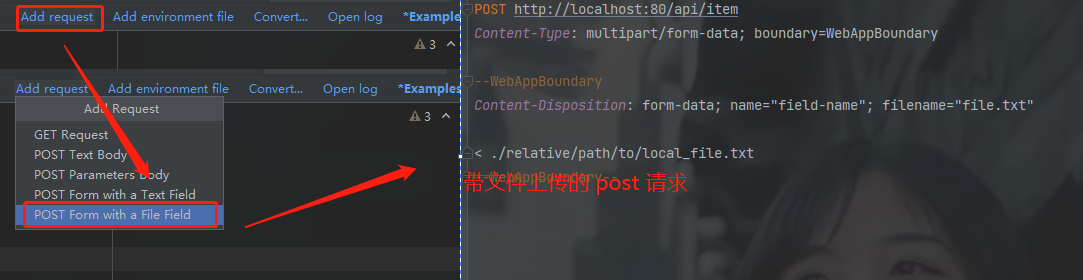 Add request Add environment file Convert... Open log *Examples
3
Add request Add environment file Convert... Open log *Examples
3
Add Request
GET Request
POST Text Body
POST Parameters Body
POST Form with a Text Field
POST Form with a File Field
POST http://localhost:80/api/item
Content-Type: multipart/form-data; boundary=WebAppBoundary
--WebAppBoundary
Content-Disposition: form-data; name="field-name"; filename="file.txt"
< ./relative/path/to/local_file.txt
--WebAppBoundary--
带文件上传的 post 请求